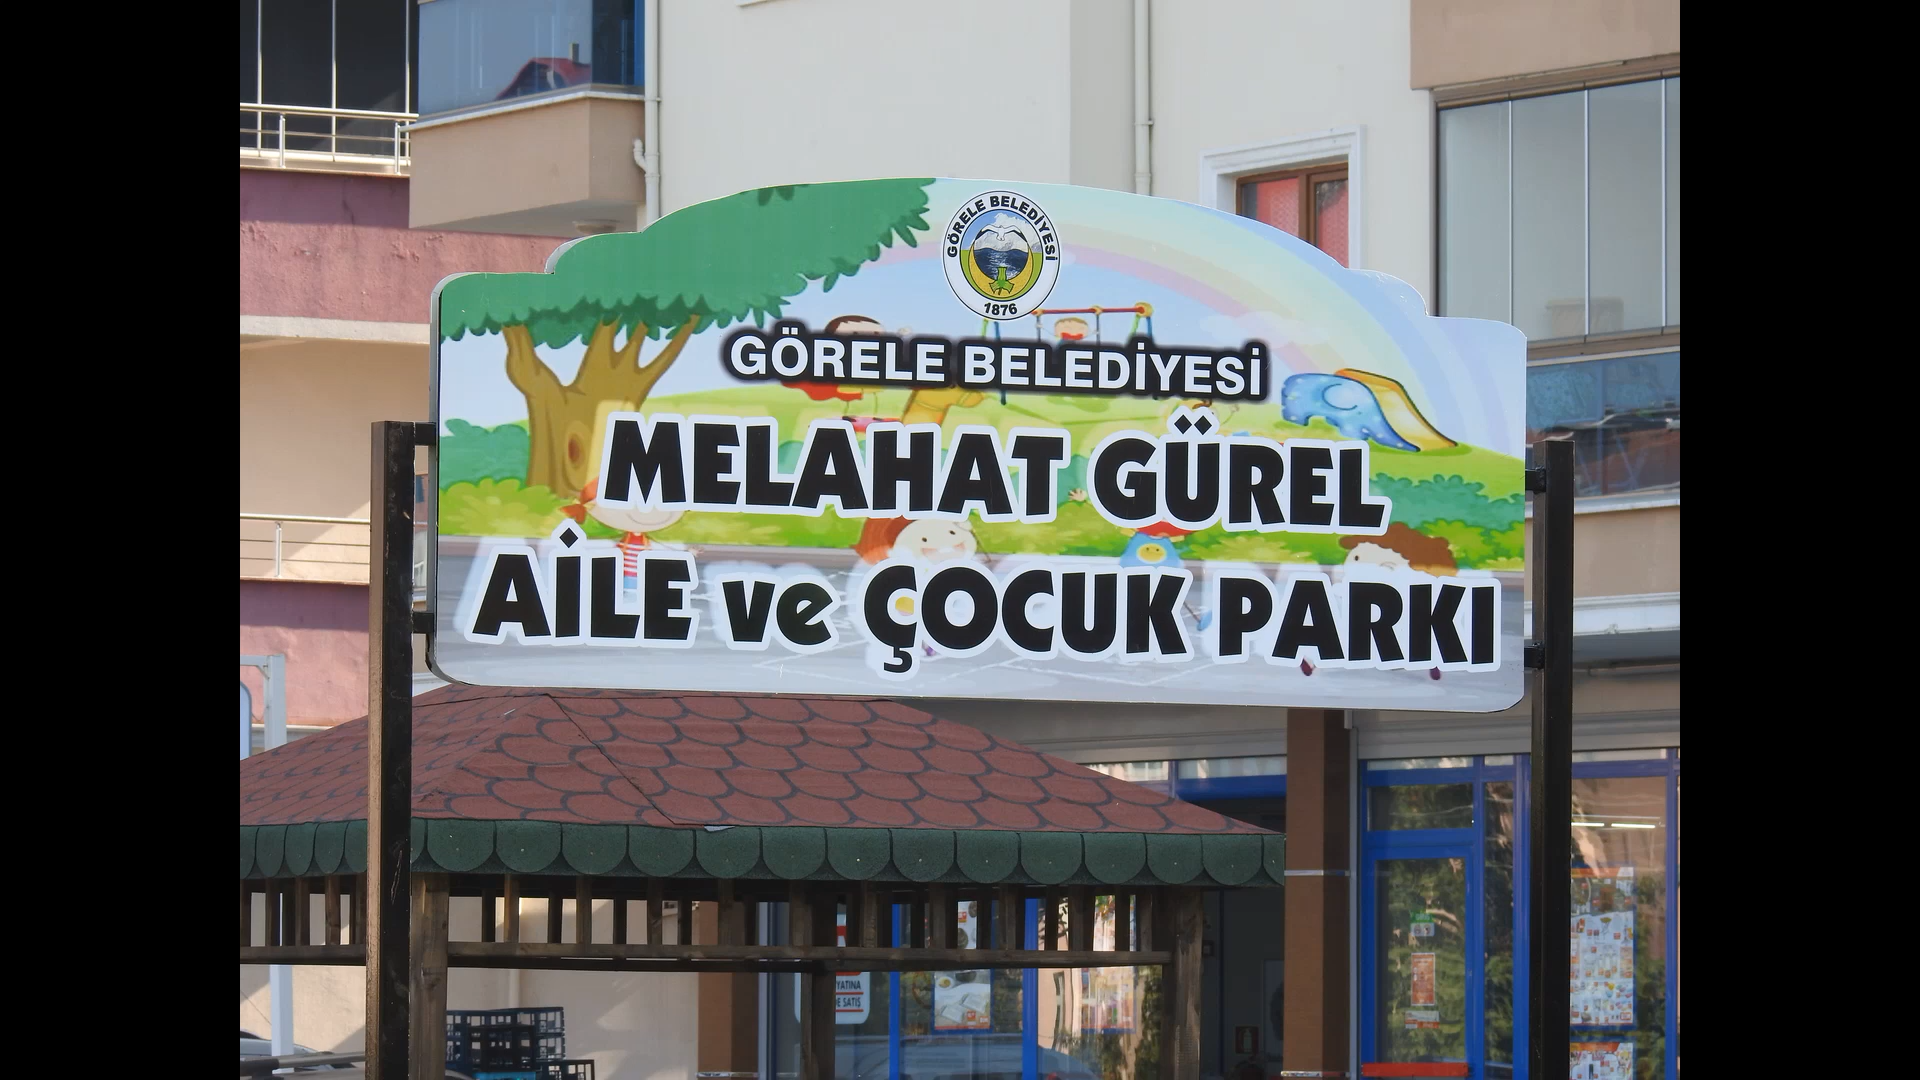 GÖRELE BELEDİYESİ
1876
GÖRELE BELEDİYESİ
MELAHAT GÜREL
AİLE ve ÇOCUK PARKI